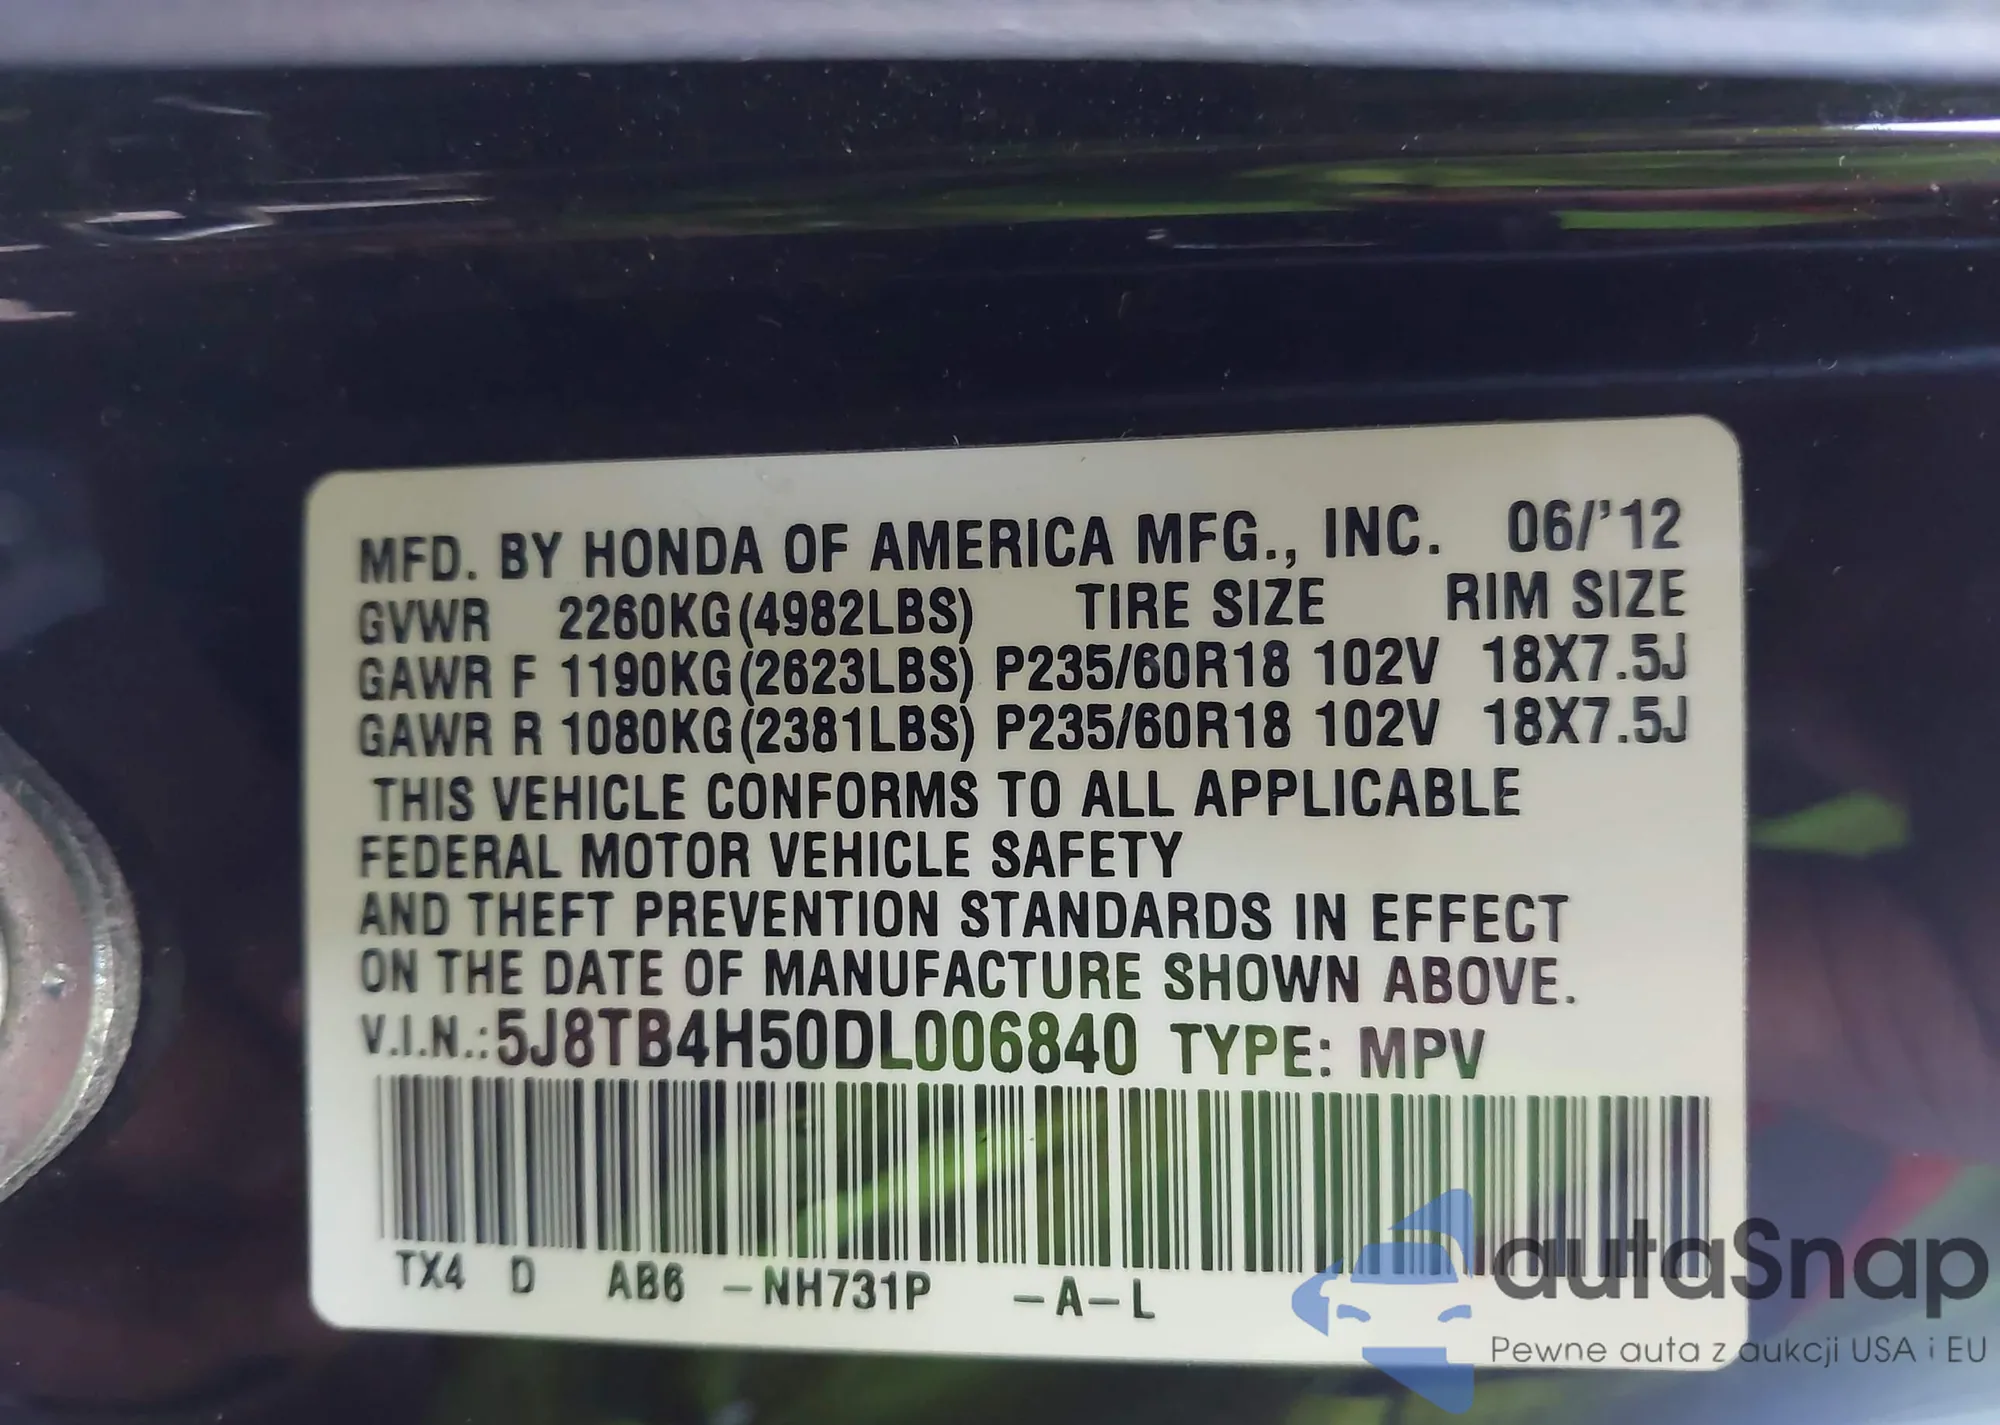 MFD. BY HONDA OF AMERICA MFG., INC. 06/'12
GVWR 2260KG(4982LBS) TIRE SIZE RIM SIZE
GAWR F 1190KG(2623LBS) P235/60R18 102V 18X7.5J
GAWR R 1080KG(2381LBS) P235/60R18 102V 18X7.5J
THIS VEHICLE CONFORMS TO ALL APPLICABLE
FEDERAL MOTOR VEHICLE SAFETY
AND THEFT PREVENTION STANDARDS IN EFFECT
ON THE DATE OF MANUFACTURE SHOWN ABOVE.
V.I.N.:5J8TB4H50DL006840 TYPE: MPV
TX4 D AB6 -NH731P -A-L
autaSnap
Pewne auta z aukcji USA i EU